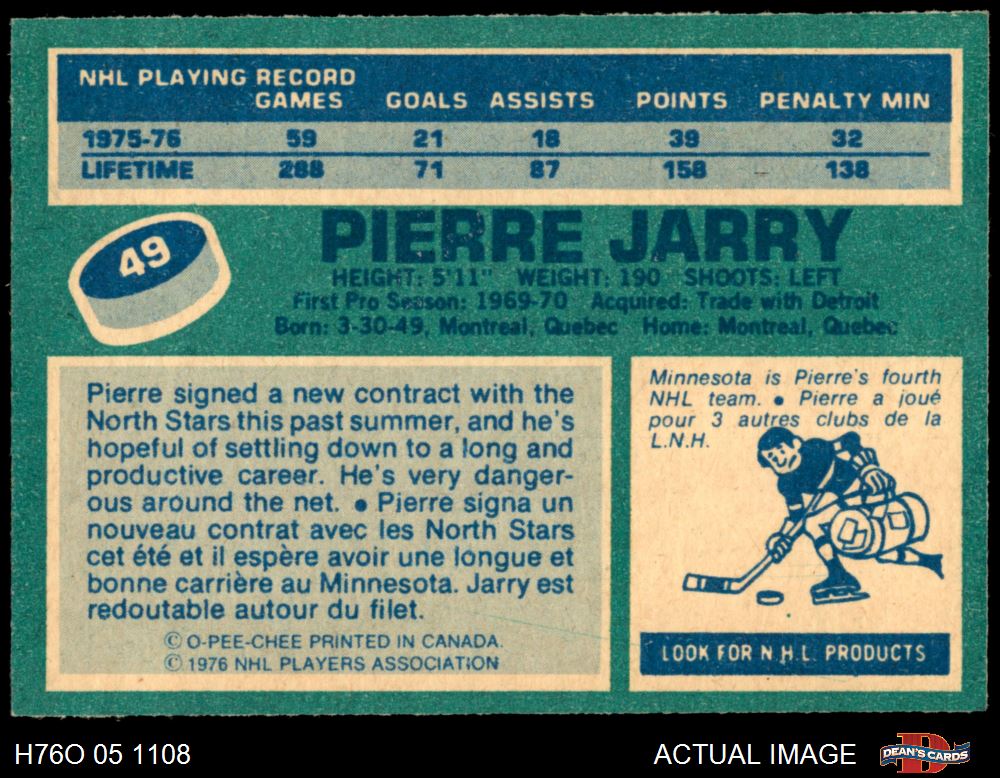 NHL PLAYING RECORD
GAMES GOALS ASSISTS POINTS PENALTY MIN
1975-76 59 21 18 39 32
LIFETIME 288 71 87 158 138
49
PIERRE JARRY
HEIGHT: 5'11" WEIGHT: 190 SHOOTS: LEFT
First Pro Season: 1969-70 Acquired: Trade with Detroit
Born: 3-30-49, Montreal, Quebec Home: Montreal, Quebec
Pierre signed a new contract with the
North Stars this past summer, and he's
hopeful of settling down to a long and
productive career. He's very danger-
ous around the net. ● Pierre signa un
nouveau contrat avec les North Stars
cet été et il espère avoir une longue et
bonne carrière au Minnesota. Jarry est
redoutable autour du filet.
© O-PEE-CHEE PRINTED IN CANADA.
© 1976 NHL PLAYERS ASSOCIATION
Minnesota is Pierre's fourth
NHL team. ● Pierre a joué
pour 3 autres clubs de la
L.N.H.
LOOK FOR N.H.L. PRODUCTS
H76O 05 1108
ACTUAL IMAGE
D
DEAN'S CARDS